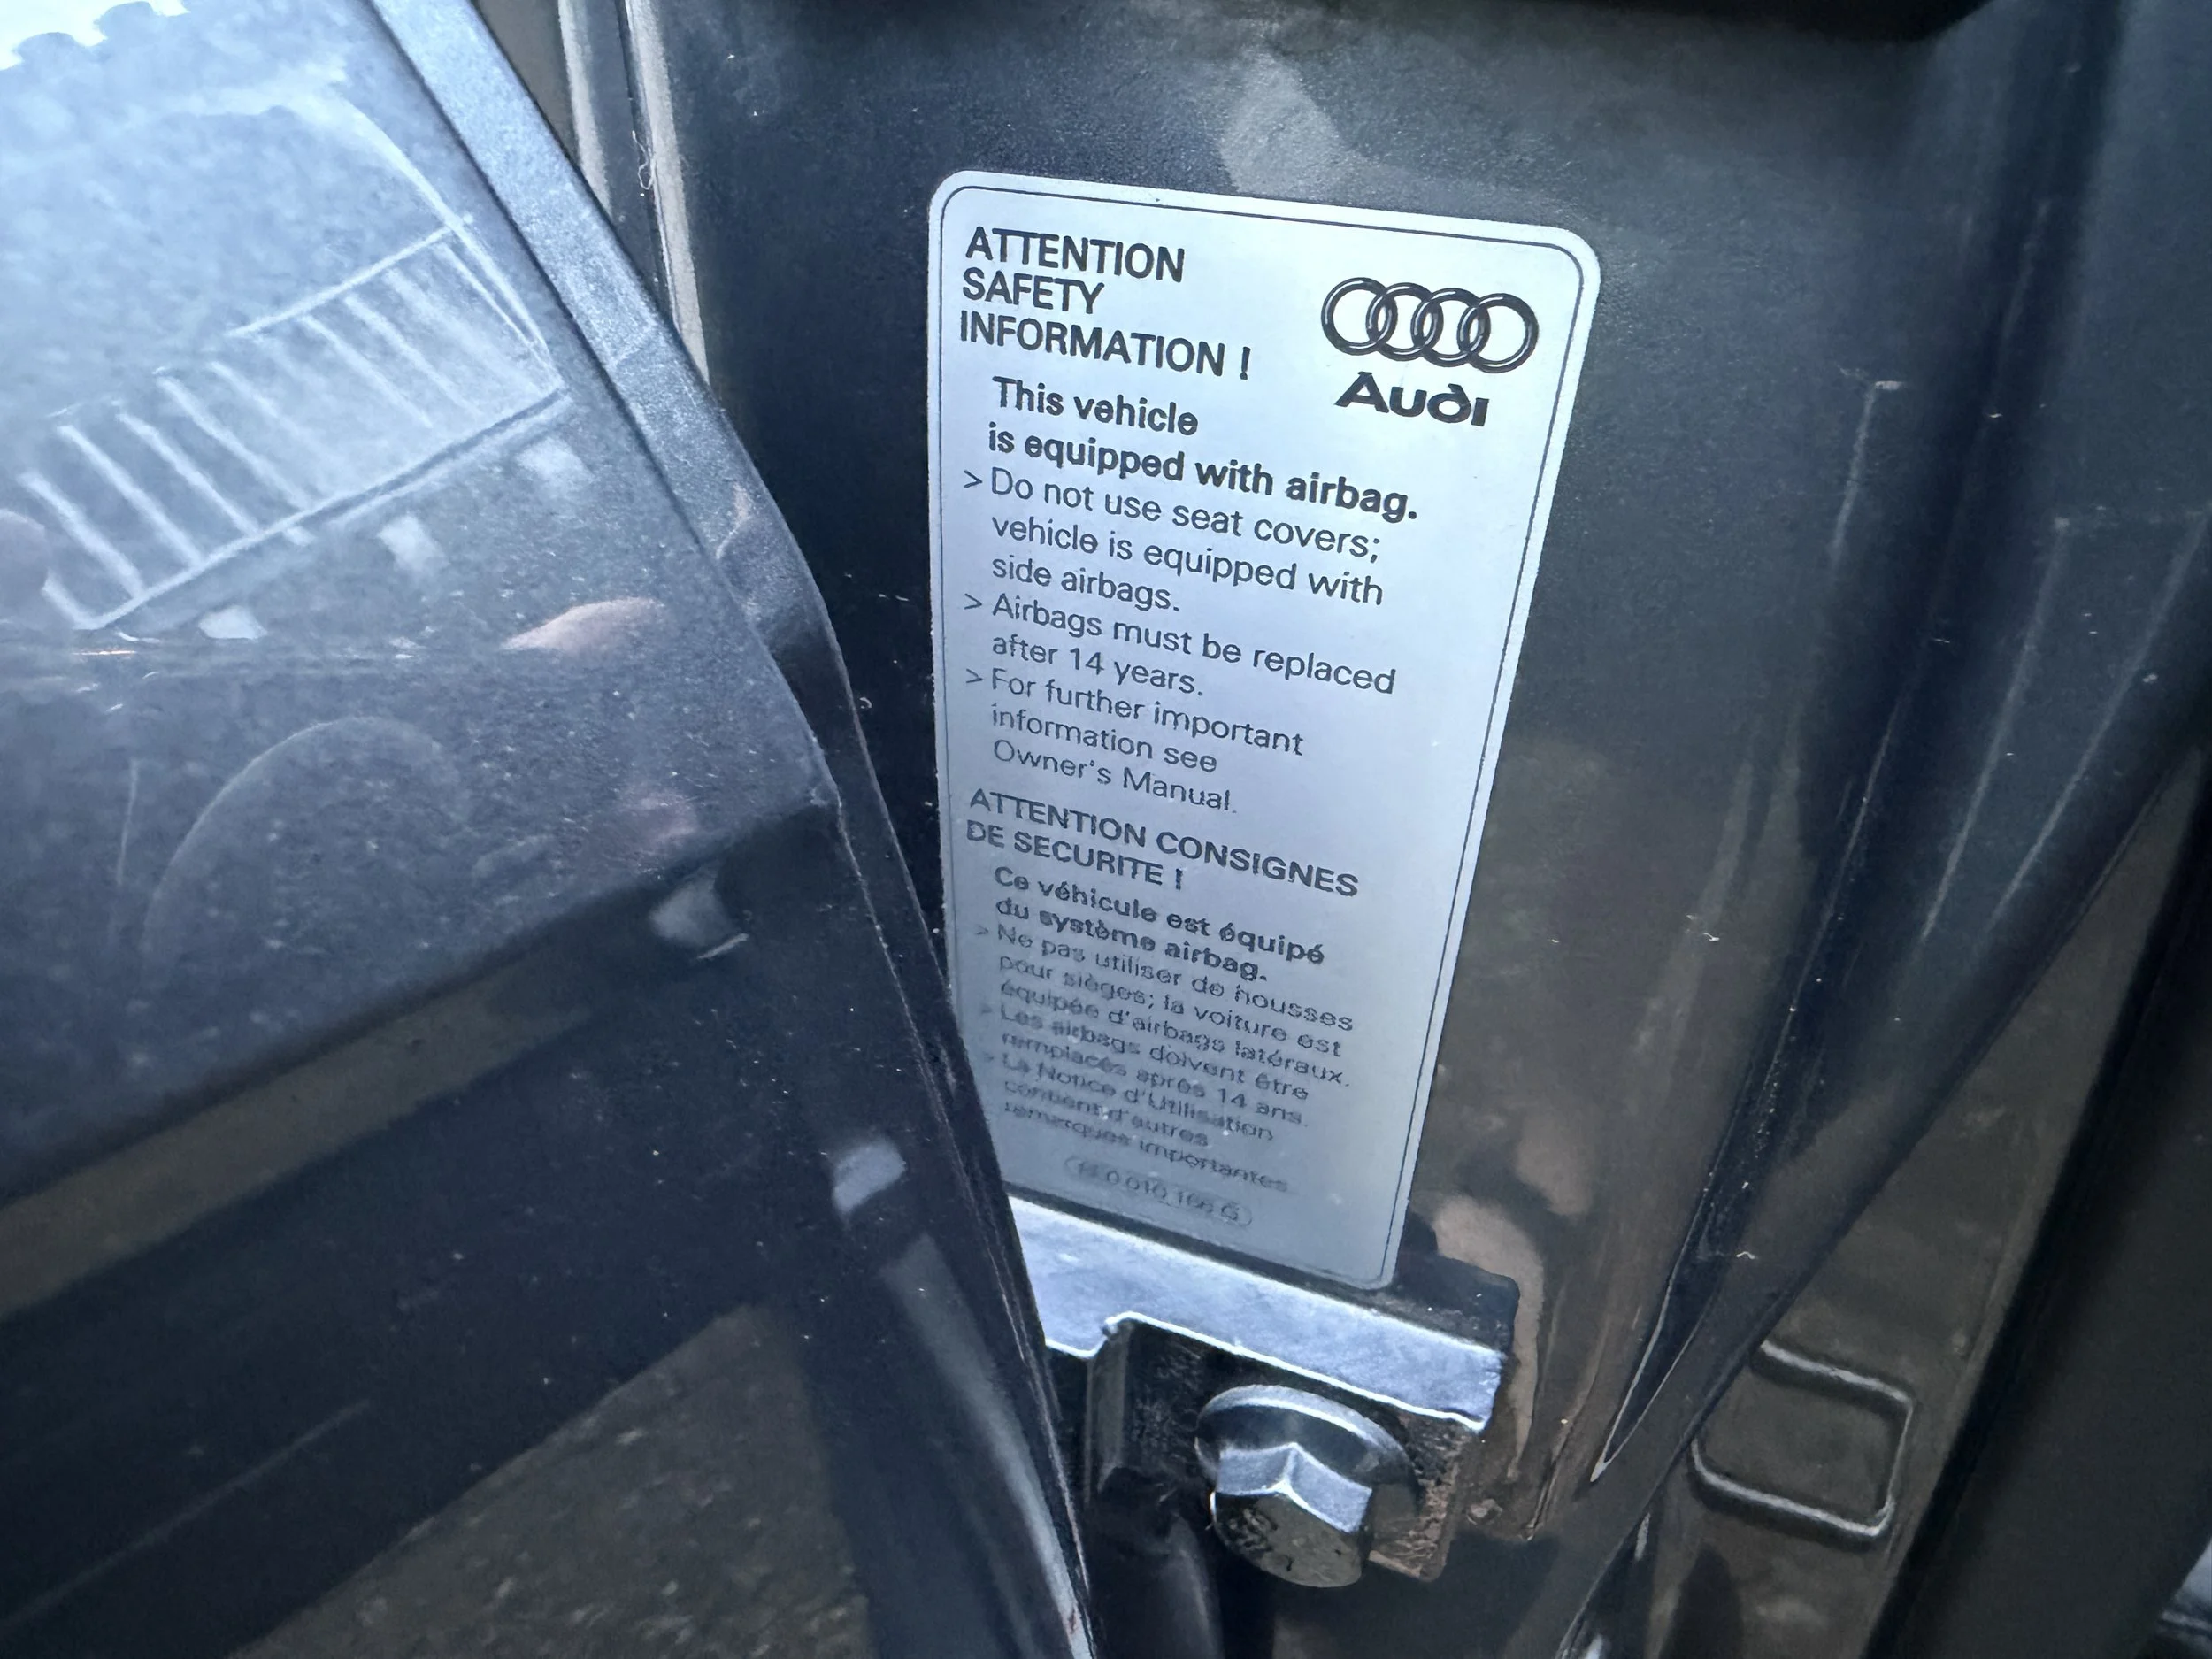 ATTENTION
SAFETY
INFORMATION !
Audi
This vehicle
is equipped with airbag.
> Do not use seat covers;
vehicle is equipped with
side airbags.
> Airbags must be replaced
after 14 years.
> For further important
information see
Owner's Manual.
ATTENTION CONSIGNES
DE SECURITE !
Ce véhicule est équipé
du système airbag.
> Ne pas utiliser de housses
pour sièges; la voiture est
équipée d'airbags latéraux.
> Les airbags doivent être
remplacés après 14 ans.
> La Notice d'Utilisation
contient d'autres
remarques importantes